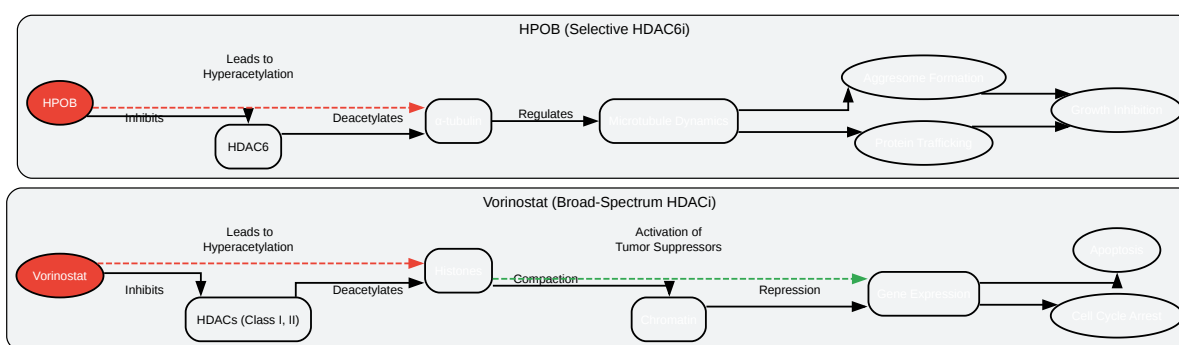 HPOB (Selective HDAC6i)
Leads to
Hyperacetylation
HPOB
Inhibits
HDAC6
Deacetylates
α-tubulin
Regulates
Microtubule Dynamics
Aggresome Formation
Protein Trafficking
Growth Inhibition
Vorinostat (Broad-Spectrum HDACi)
Leads to
Hyperacetylation
Vorinostat
Inhibits
HDACs (Class I, II)
Deacetylates
Histones
Compaction
Activation of
Tumor Suppressors
Chromatin
Repression
Gene Expression
Apoptosis
Cell Cycle Arrest